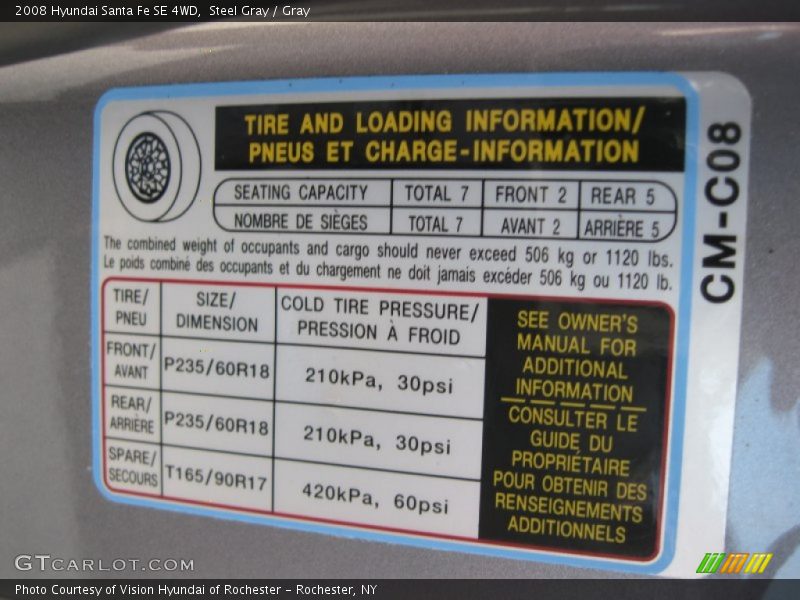 2008 Hyundai Santa Fe SE 4WD,  Steel Gray / Gray
TIRE AND LOADING INFORMATION/
PNEUS ET CHARGE-INFORMATION
SEATING CAPACITY TOTAL 7 FRONT 2 REAR 5
NOMBRE DE SIÈGES TOTAL 7 AVANT 2 ARRIÈRE 5
The combined weight of occupants and cargo should never exceed 506 kg or 1120 lbs.
Le poids combiné des occupants et du chargement ne doit jamais excéder 506 kg ou 1120 lb.
CM-C08
TIRE/
PNEU
SIZE/
DIMENSION
COLD TIRE PRESSURE/
PRESSION À FROID
FRONT/
AVANT
P235/60R18
210kPa, 30psi
REAR/
ARRIÈRE
P235/60R18
210kPa, 30psi
SPARE/
SECOURS
T165/90R17
420kPa, 60psi
SEE OWNER'S
MANUAL FOR
ADDITIONAL
INFORMATION
CONSULTER LE
GUIDE DU
PROPRIÉTAIRE
POUR OBTENIR DES
RENSEIGNEMENTS
ADDITIONNELS
GTCARLOT.COM
Photo Courtesy of Vision Hyundai of Rochester - Rochester, NY